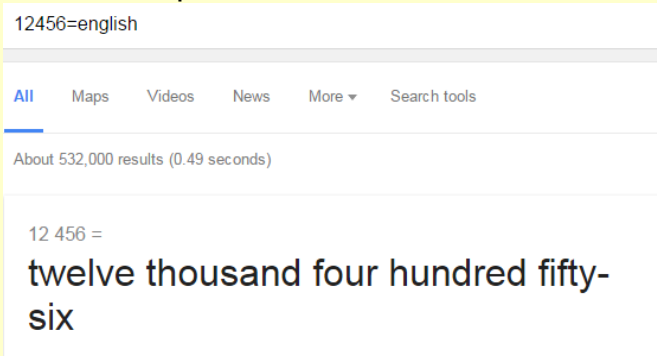 12456=english
All Maps Videos News More Search tools
About 532,000 results (0.49 seconds)
12 456 =
twelve thousand four hundred fifty-
six